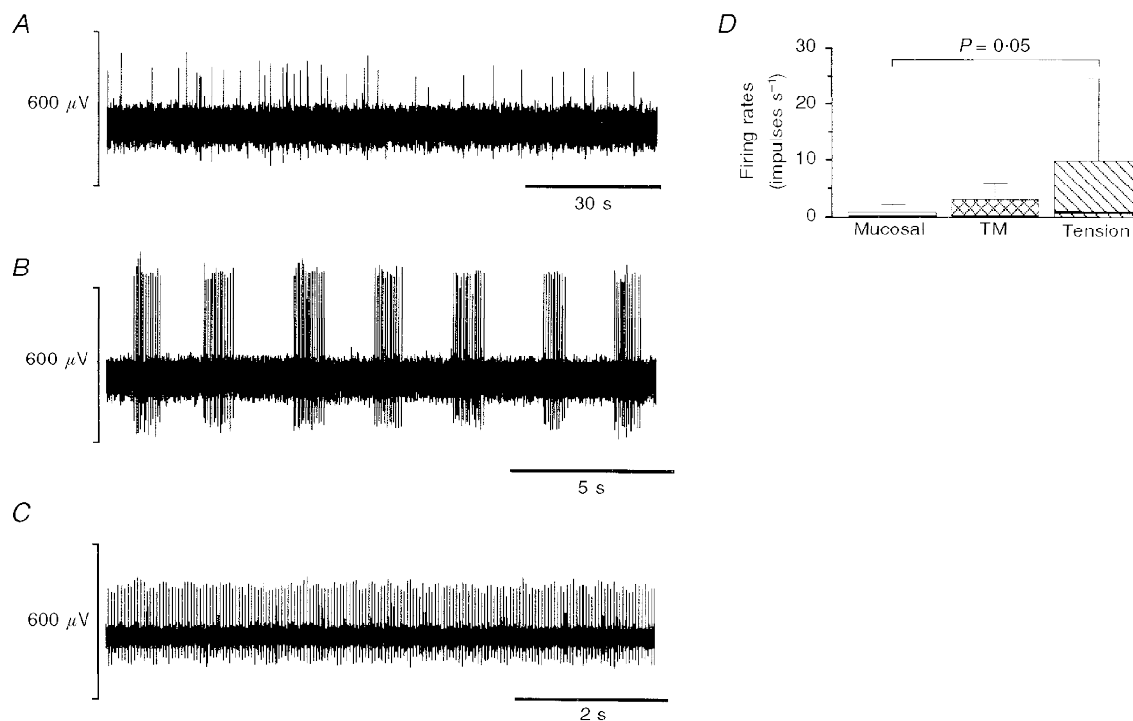 A
600 µV
30 s
B
600 µV
5 s
C
600 µV
2 s
D
P = 0·05
Firing rates
(impulses s⁻¹)
30
20
10
0
Mucosal TM Tension